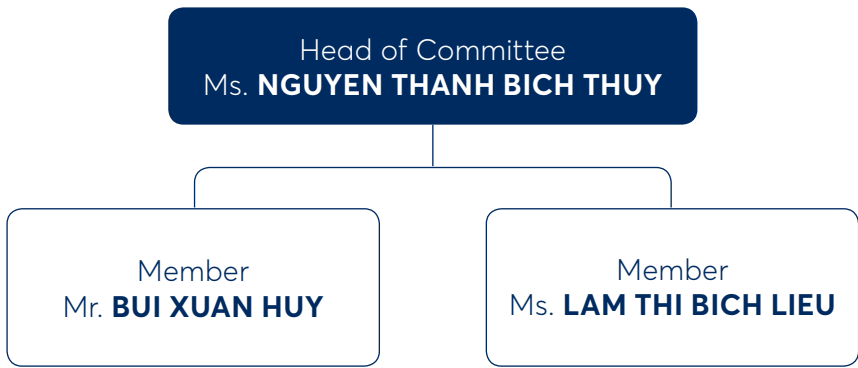 Head of Committee
Ms. NGUYEN THANH BICH THUY
Member
Mr. BUI XUAN HUY
Member
Ms. LAM THI BICH LIEU